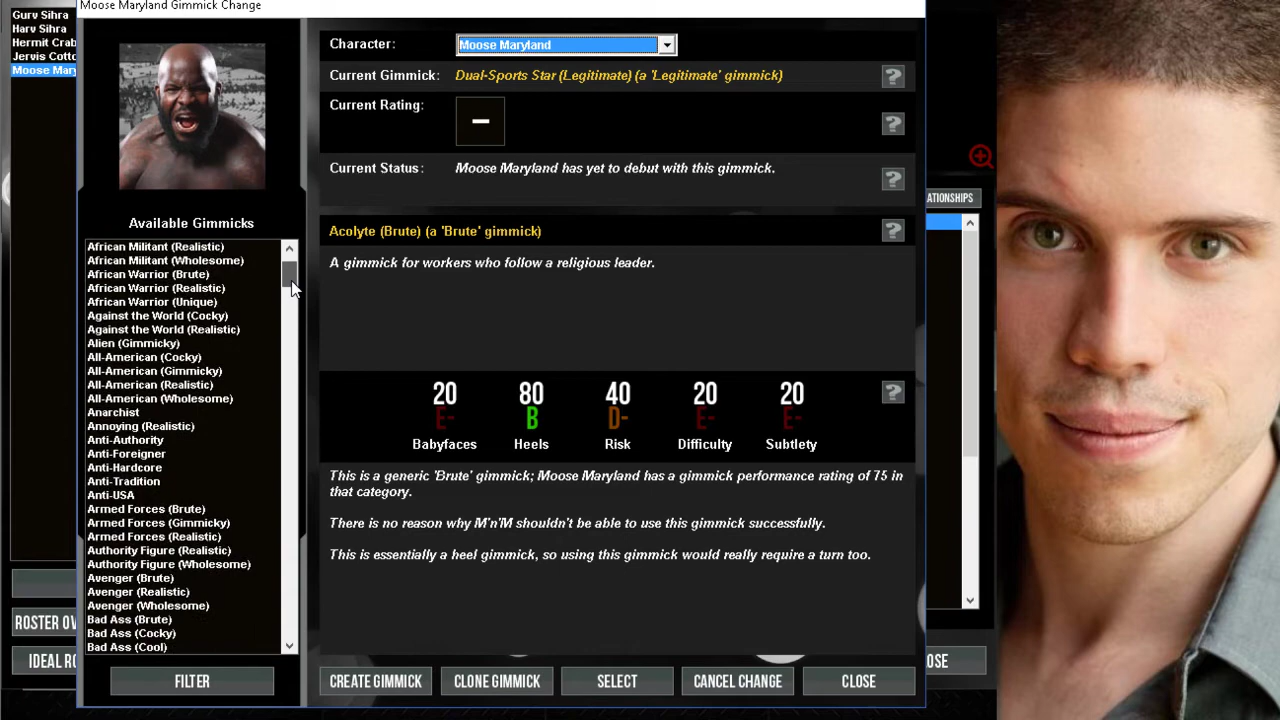 Moose Maryland Gimmick Change
Gurv Sihra
Harv Sihra
Hermit Crab
Jervis Cotto
Moose Mary
Character:
Moose Maryland
Current Gimmick:
Dual-Sports Star (Legitimate) (a 'Legitimate' gimmick)
?
Current Rating:
–
?
Current Status:
Moose Maryland has yet to debut with this gimmick.
?
ATIONSHIPS
Available Gimmicks
African Militant (Realistic)
African Militant (Wholesome)
African Warrior (Brute)
African Warrior (Realistic)
African Warrior (Unique)
Against the World (Cocky)
Against the World (Realistic)
Alien (Gimmicky)
All-American (Cocky)
All-American (Gimmicky)
All-American (Realistic)
All-American (Wholesome)
Anarchist
Annoying (Realistic)
Anti-Authority
Anti-Foreigner
Anti-Hardcore
Anti-Tradition
Anti-USA
Armed Forces (Brute)
Armed Forces (Gimmicky)
Armed Forces (Realistic)
Authority Figure (Realistic)
Authority Figure (Wholesome)
Avenger (Brute)
Avenger (Realistic)
Avenger (Wholesome)
Bad Ass (Brute)
Bad Ass (Cocky)
Bad Ass (Cool)
Acolyte (Brute) (a 'Brute' gimmick)
?
A gimmick for workers who follow a religious leader.
20 80 40 20 20
E- B D- E- E-
?
Babyfaces Heels Risk Difficulty Subtlety
This is a generic 'Brute' gimmick; Moose Maryland has a gimmick performance rating of 75 in
that category.
There is no reason why M'n'M shouldn't be able to use this gimmick successfully.
This is essentially a heel gimmick, so using this gimmick would really require a turn too.
ROSTER OV
IDEAL RO
OSE
FILTER
CREATE GIMMICK
CLONE GIMMICK
SELECT
CANCEL CHANGE
CLOSE